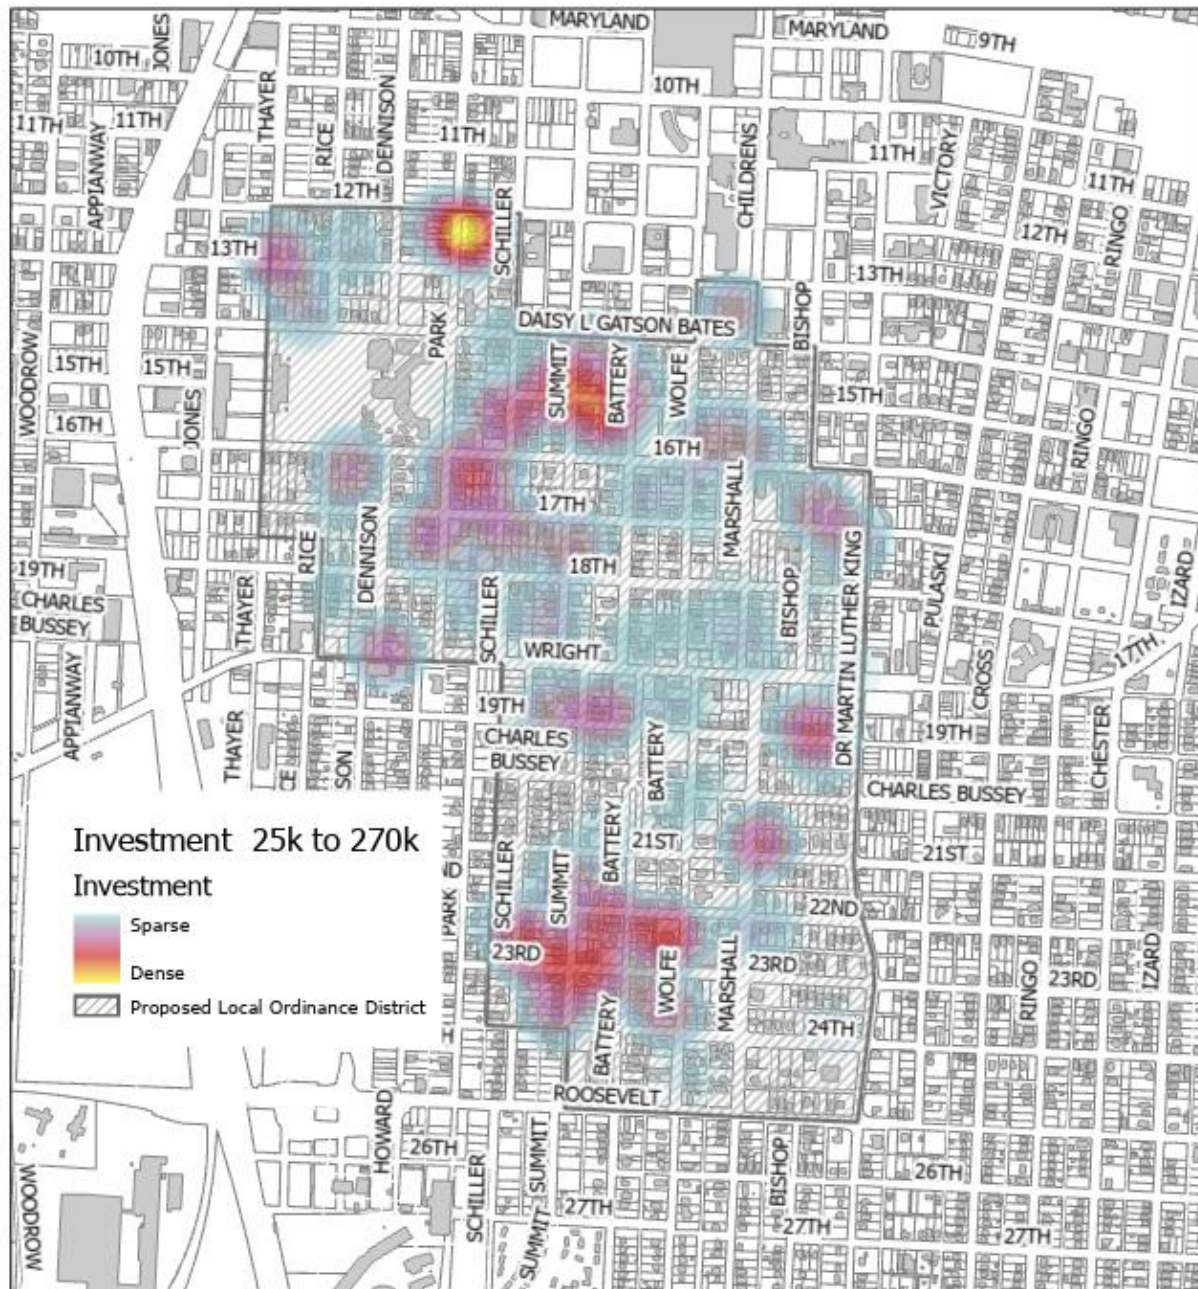 MARYLAND
MARYLAND
9TH
JONES
10TH
10TH
THAYER
DENNISON
11TH
11TH
11TH
APPIANWAY
RICE
11TH
CHILDRENS
11TH
VICTORY
11TH
12TH
SCHILLER
RINGO
12TH
13TH
13TH
BISHOP
DAISY L GATSON BATES
PARK
WOODROW
15TH
15TH
SUMMIT
BATTERY
WOLFE
15TH
16TH
JONES
16TH
RINGO
MARSHALL
17TH
RICE
DENNISON
18TH
19TH
CHARLES
BUSSEY
THAYER
SCHILLER
BISHOP
DR MARTIN LUTHER KING
PULASKI
IZARD
WRIGHT
17TH
APPIANWAY
CROSS
19TH
19TH
THAYER
CHARLES
BUSSEY
BATTERY
CHESTER
CE
SON
CHARLES BUSSEY
BATTERY
21ST
21ST
Investment 25k to 270k
Investment
Sparse
Dense
Proposed Local Ordinance District
PARK
SCHILLER
SUMMIT
22ND
23RD
WOLFE
MARSHALL
23RD
RINGO
23RD
IZARD
24TH
BATTERY
ROOSEVELT
HOWARD
26TH
SCHILLER
SUMMIT
BISHOP
26TH
WOODROW
27TH
27TH
27TH
SUMMIT